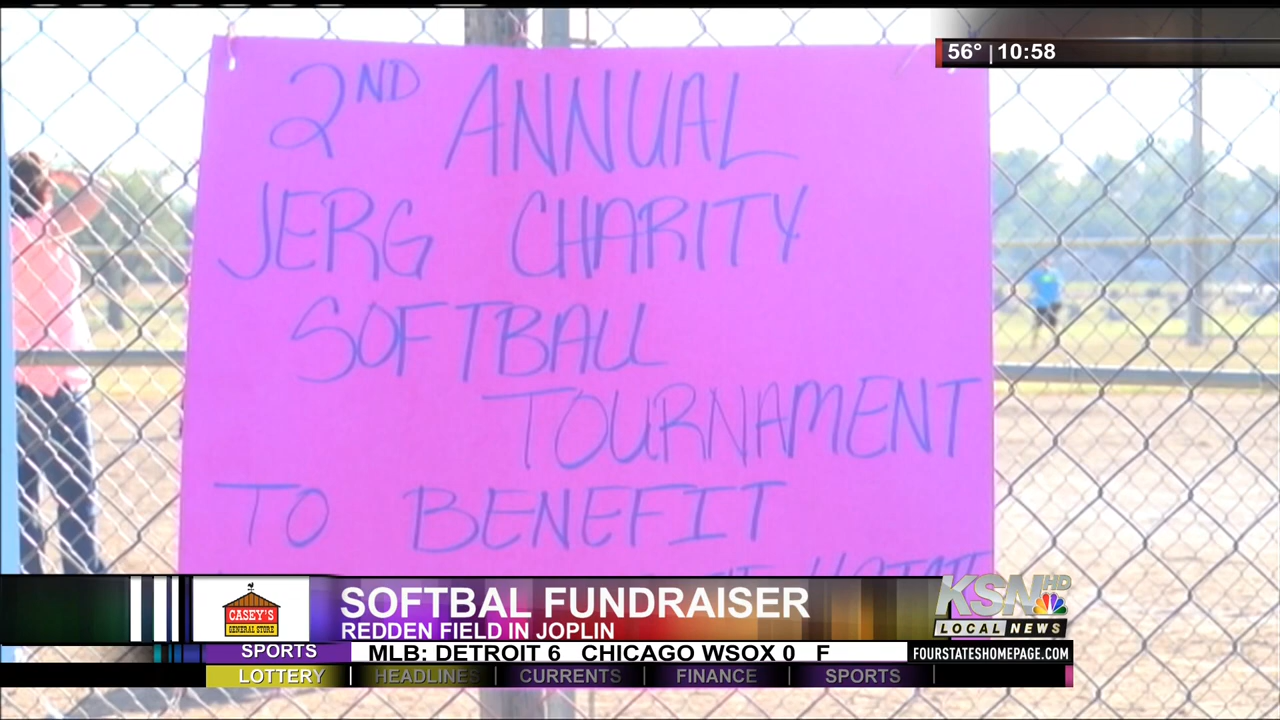 56° | 10:58
2ND ANNUAL
JERG CHARITY
SOFTBALL
TOURNAMENT
TO BENEFIT
CASEY'S
GENERAL STORE
SOFTBAL FUNDRAISER
REDDEN FIELD IN JOPLIN
KSN HD
LOCAL NEWS
SPORTS
MLB: DETROIT 6 CHICAGO WSOX 0 F
FOURSTATESHOMEPAGE.COM
LOTTERY HEADLINES CURRENTS FINANCE SPORTS